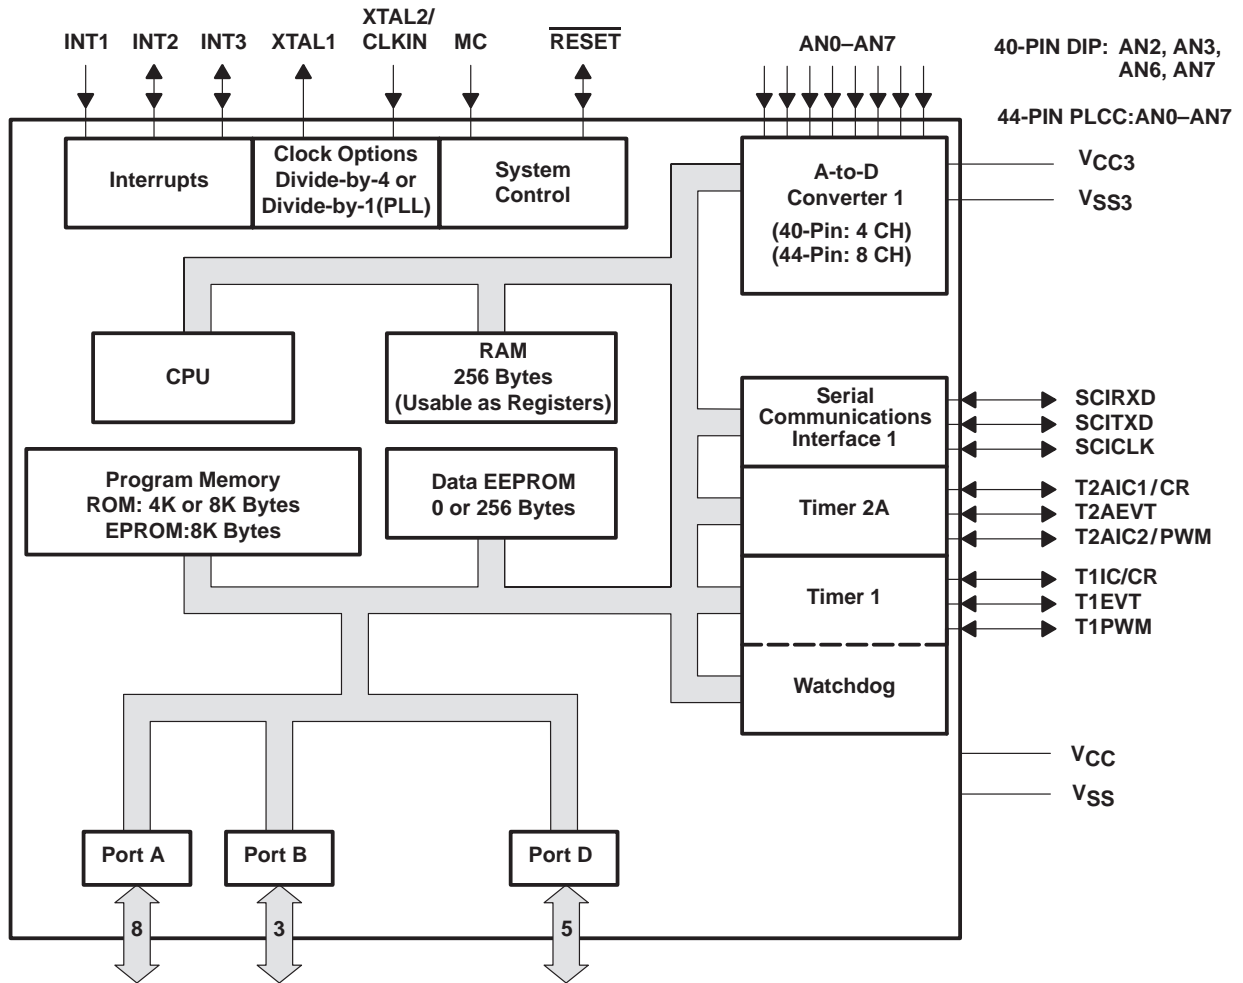 INT1 INT2 INT3 XTAL1 XTAL2/
CLKIN MC RESET AN0–AN7
40-PIN DIP: AN2, AN3,
AN6, AN7
44-PIN PLCC:AN0–AN7
Interrupts
Clock Options
Divide-by-4 or
Divide-by-1(PLL)
System
Control
A-to-D
Converter 1
(40-Pin: 4 CH)
(44-Pin: 8 CH)
VCC3
VSS3
CPU
RAM
256 Bytes
(Usable as Registers)
Serial
Communications
Interface 1
SCIRXD
SCITXD
SCICLK
Program Memory
ROM: 4K or 8K Bytes
EPROM:8K Bytes
Data EEPROM
0 or 256 Bytes
Timer 2A
T2AIC1/CR
T2AEVT
T2AIC2/PWM
Timer 1
T1IC/CR
T1EVT
T1PWM
Watchdog
VCC
VSS
Port A
Port B
Port D
8
3
5